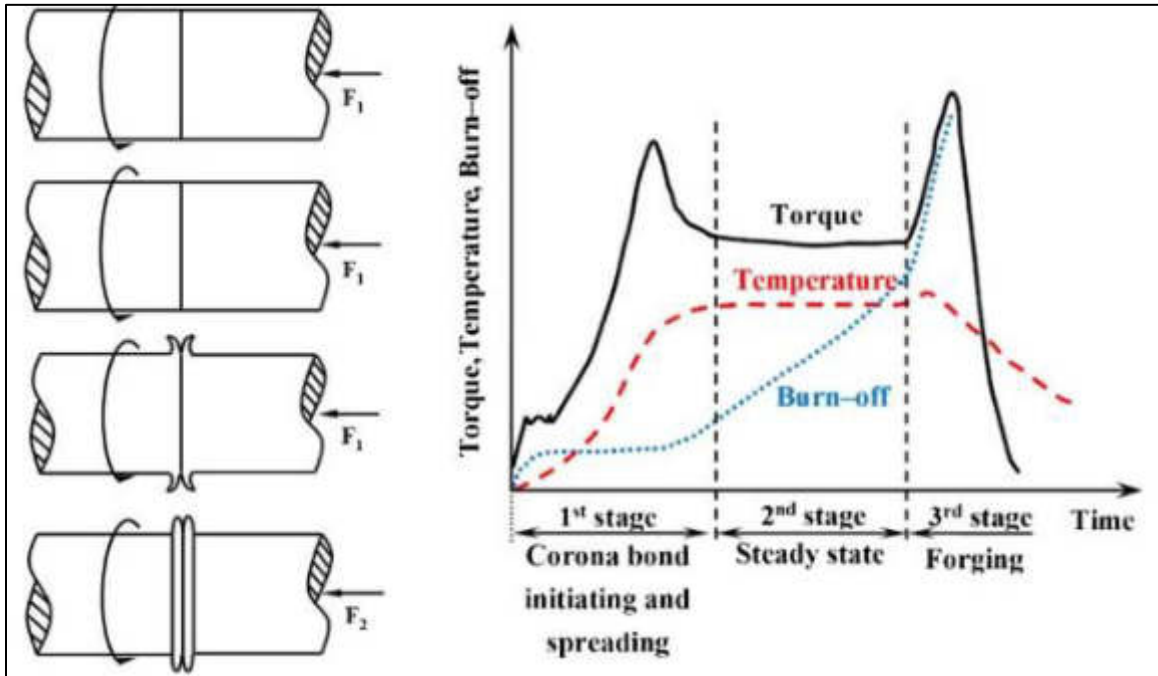 F₁
F₁
F₁
F₂
Torque, Temperature, Burn–off
Torque
Temperature
Burn–off
1st stage
2nd stage
3rd stage
Time
Corona bond
initiating and
spreading
Steady state
Forging